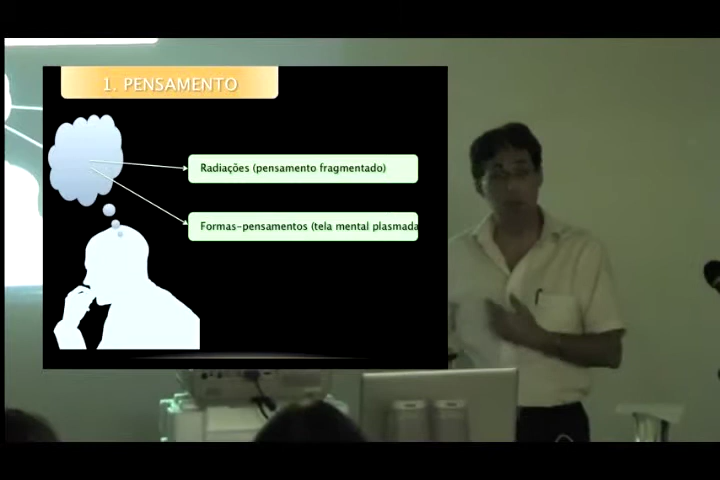 1. PENSAMENTO
Radiações (pensamento fragmentado)
Formas-pensamentos (tela mental plasmada